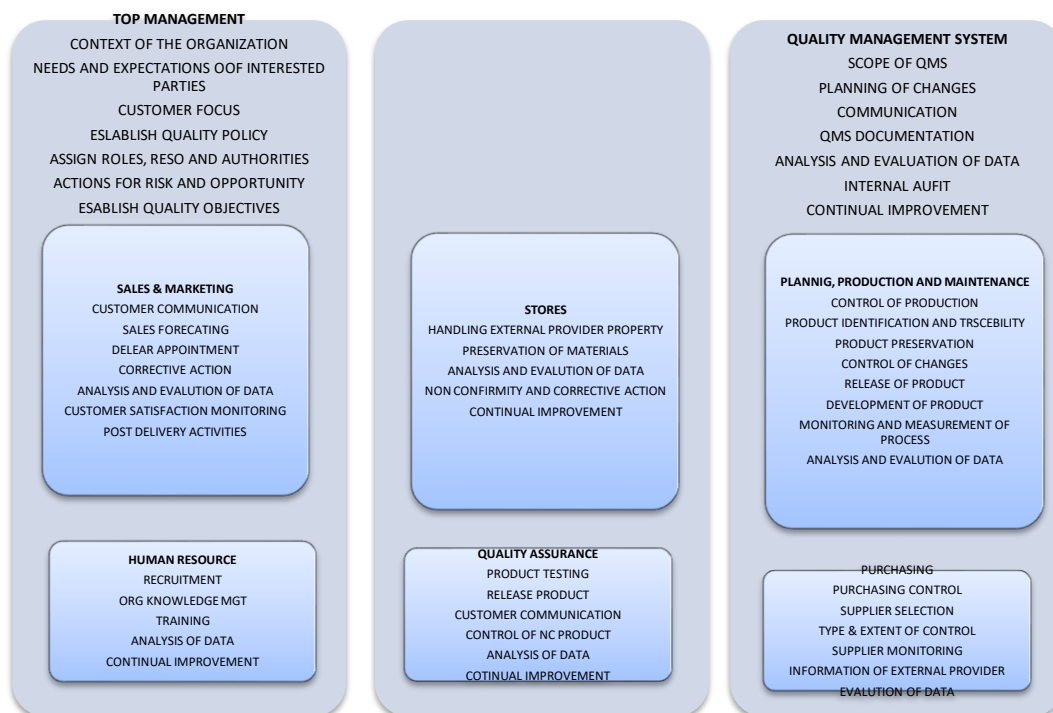 TOP MANAGEMENT
CONTEXT OF THE ORGANIZATION
NEEDS AND EXPECTATIONS OOF INTERESTED
PARTIES
CUSTOMER FOCUS
ESLABLISH QUALITY POLICY
ASSIGN ROLES, RESO AND AUTHORITIES
ACTIONS FOR RISK AND OPPORTUNITY
ESABLISH QUALITY OBJECTIVES
SALES & MARKETING
CUSTOMER COMMUNICATION
SALES FORECATING
DELEAR APPOINTMENT
CORRECTIVE ACTION
ANALYSIS AND EVALUTION OF DATA
CUSTOMER SATISFACTION MONITORING
POST DELIVERY ACTIVITIES
HUMAN RESOURCE
RECRUITMENT
ORG KNOWLEDGE MGT
TRAINING
ANALYSIS OF DATA
CONTINUAL IMPROVEMENT
STORES
HANDLING EXTERNAL PROVIDER PROPERTY
PRESERVATION OF MATERIALS
ANALYSIS AND EVALUTION OF DATA
NON CONFIRMITY AND CORRECTIVE ACTION
CONTINUAL IMPROVEMENT
QUALITY ASSURANCE
PRODUCT TESTING
RELEASE PRODUCT
CUSTOMER COMMUNICATION
CONTROL OF NC PRODUCT
ANALYSIS OF DATA
COTINUAL IMPROVEMENT
QUALITY MANAGEMENT SYSTEM
SCOPE OF QMS
PLANNING OF CHANGES
COMMUNICATION
QMS DOCUMENTATION
ANALYSIS AND EVALUATION OF DATA
INTERNAL AUFIT
CONTINUAL IMPROVEMENT
PLANNIG, PRODUCTION AND MAINTENANCE
CONTROL OF PRODUCTION
PRODUCT IDENTIFICATION AND TRSCEBILITY
PRODUCT PRESERVATION
CONTROL OF CHANGES
RELEASE OF PRODUCT
DEVELOPMENT OF PRODUCT
MONITORING AND MEASUREMENT OF
PROCESS
ANALYSIS AND EVALUTION OF DATA
PURCHASING
PURCHASING CONTROL
SUPPLIER SELECTION
TYPE & EXTENT OF CONTROL
SUPPLIER MONITORING
INFORMATION OF EXTERNAL PROVIDER
EVALUTION OF DATA